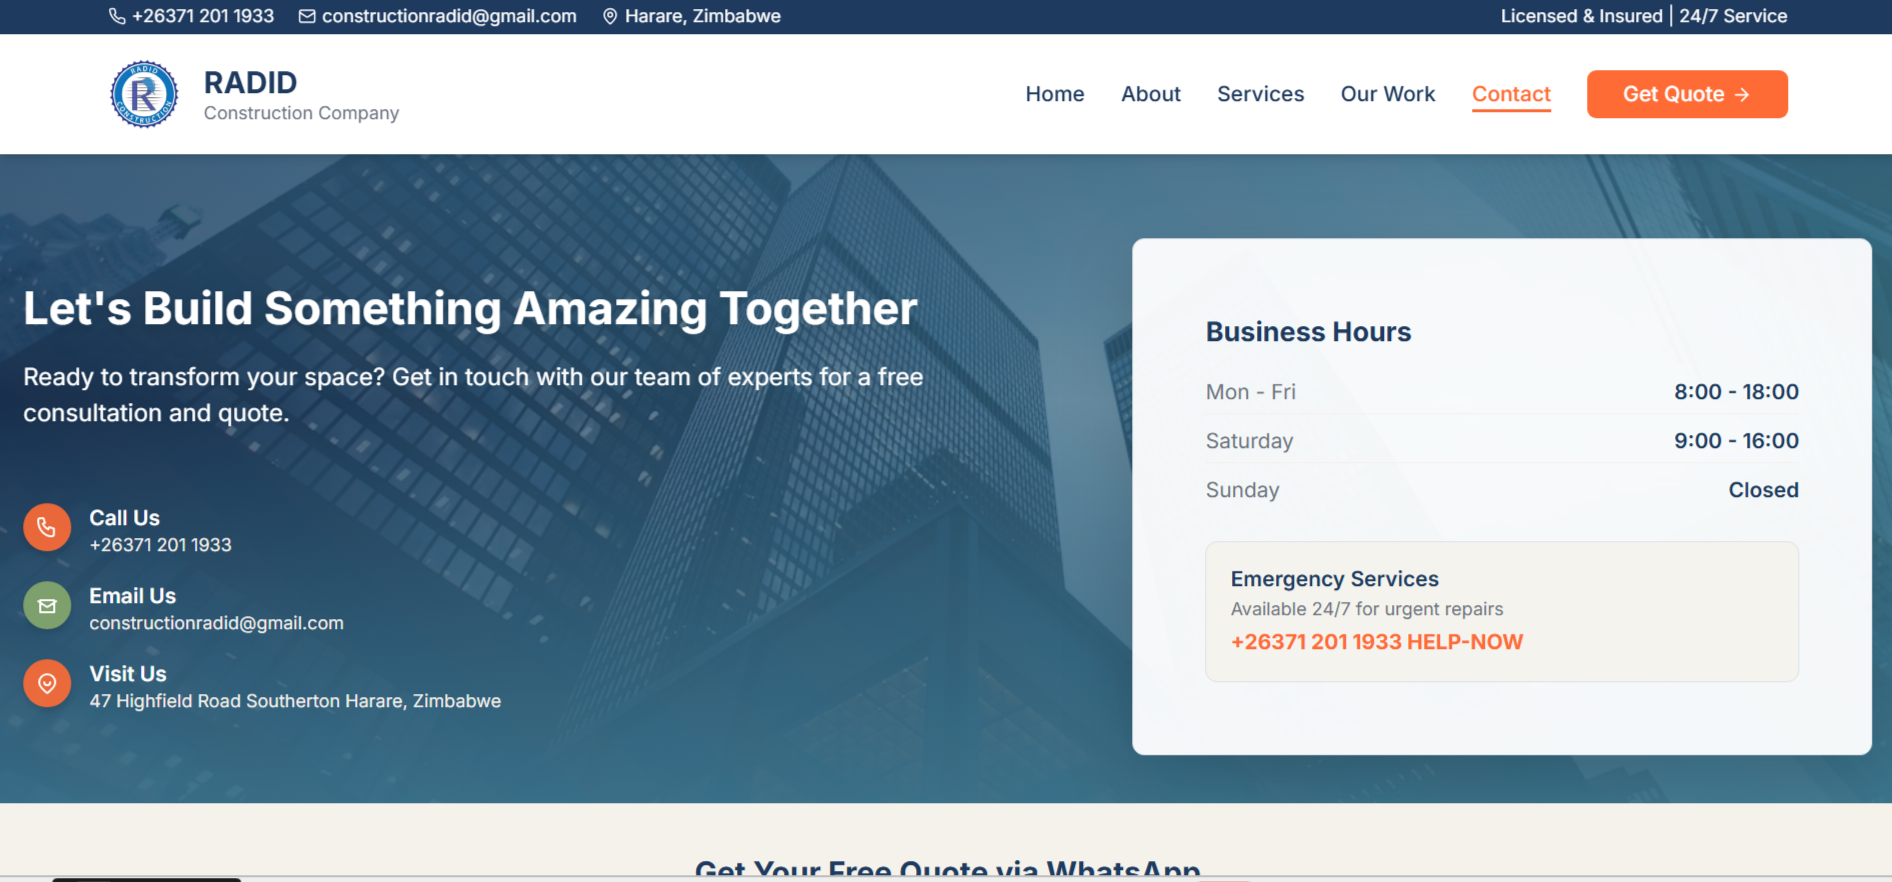 +26371 201 1933 constructionradid@gmail.com Harare, Zimbabwe
Licensed & Insured | 24/7 Service
RADID
CONSTRUCTION
R
RADID
Construction Company
Home About Services Our Work Contact Get Quote →
Let's Build Something Amazing Together
Ready to transform your space? Get in touch with our team of experts for a free
consultation and quote.
Call Us
+26371 201 1933
Email Us
constructionradid@gmail.com
Visit Us
47 Highfield Road Southerton Harare, Zimbabwe
Business Hours
Mon - Fri 8:00 - 18:00
Saturday 9:00 - 16:00
Sunday Closed
Emergency Services
Available 24/7 for urgent repairs
+26371 201 1933 HELP-NOW
Get Your Free Quote via WhatsApp